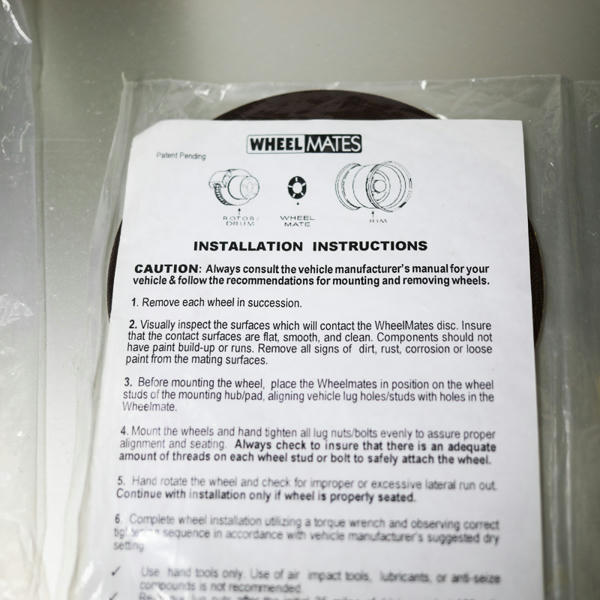 WHEEL MATES
Patent Pending
ROTOR/ WHEEL RIM
DRUM MATE
INSTALLATION INSTRUCTIONS
CAUTION: Always consult the vehicle manufacturer's manual for your
vehicle & follow the recommendations for mounting and removing wheels.
1. Remove each wheel in succession.
2. Visually inspect the surfaces which will contact the WheelMates disc. Insure
that the contact surfaces are flat, smooth, and clean. Components should not
have paint build-up or runs. Remove all signs of dirt, rust, corrosion or loose
paint from the mating surfaces.
3. Before mounting the wheel, place the Wheelmates in position on the wheel
studs of the mounting hub/pad, aligning vehicle lug holes/studs with holes in the
Wheelmate.
4. Mount the wheels and hand tighten all lug nuts/bolts evenly to assure proper
alignment and seating. Always check to insure that there is an adequate
amount of threads on each wheel stud or bolt to safely attach the wheel.
5. Hand rotate the wheel and check for improper or excessive lateral run out.
Continue with installation only if wheel is properly seated.
6. Complete wheel installation utilizing a torque wrench and observing correct
tightening sequence in accordance with vehicle manufacturer's suggested dry
setting
✓ Use hand tools only. Use of air impact tools, lubricants, or anti-seize
compounds is not recommended.